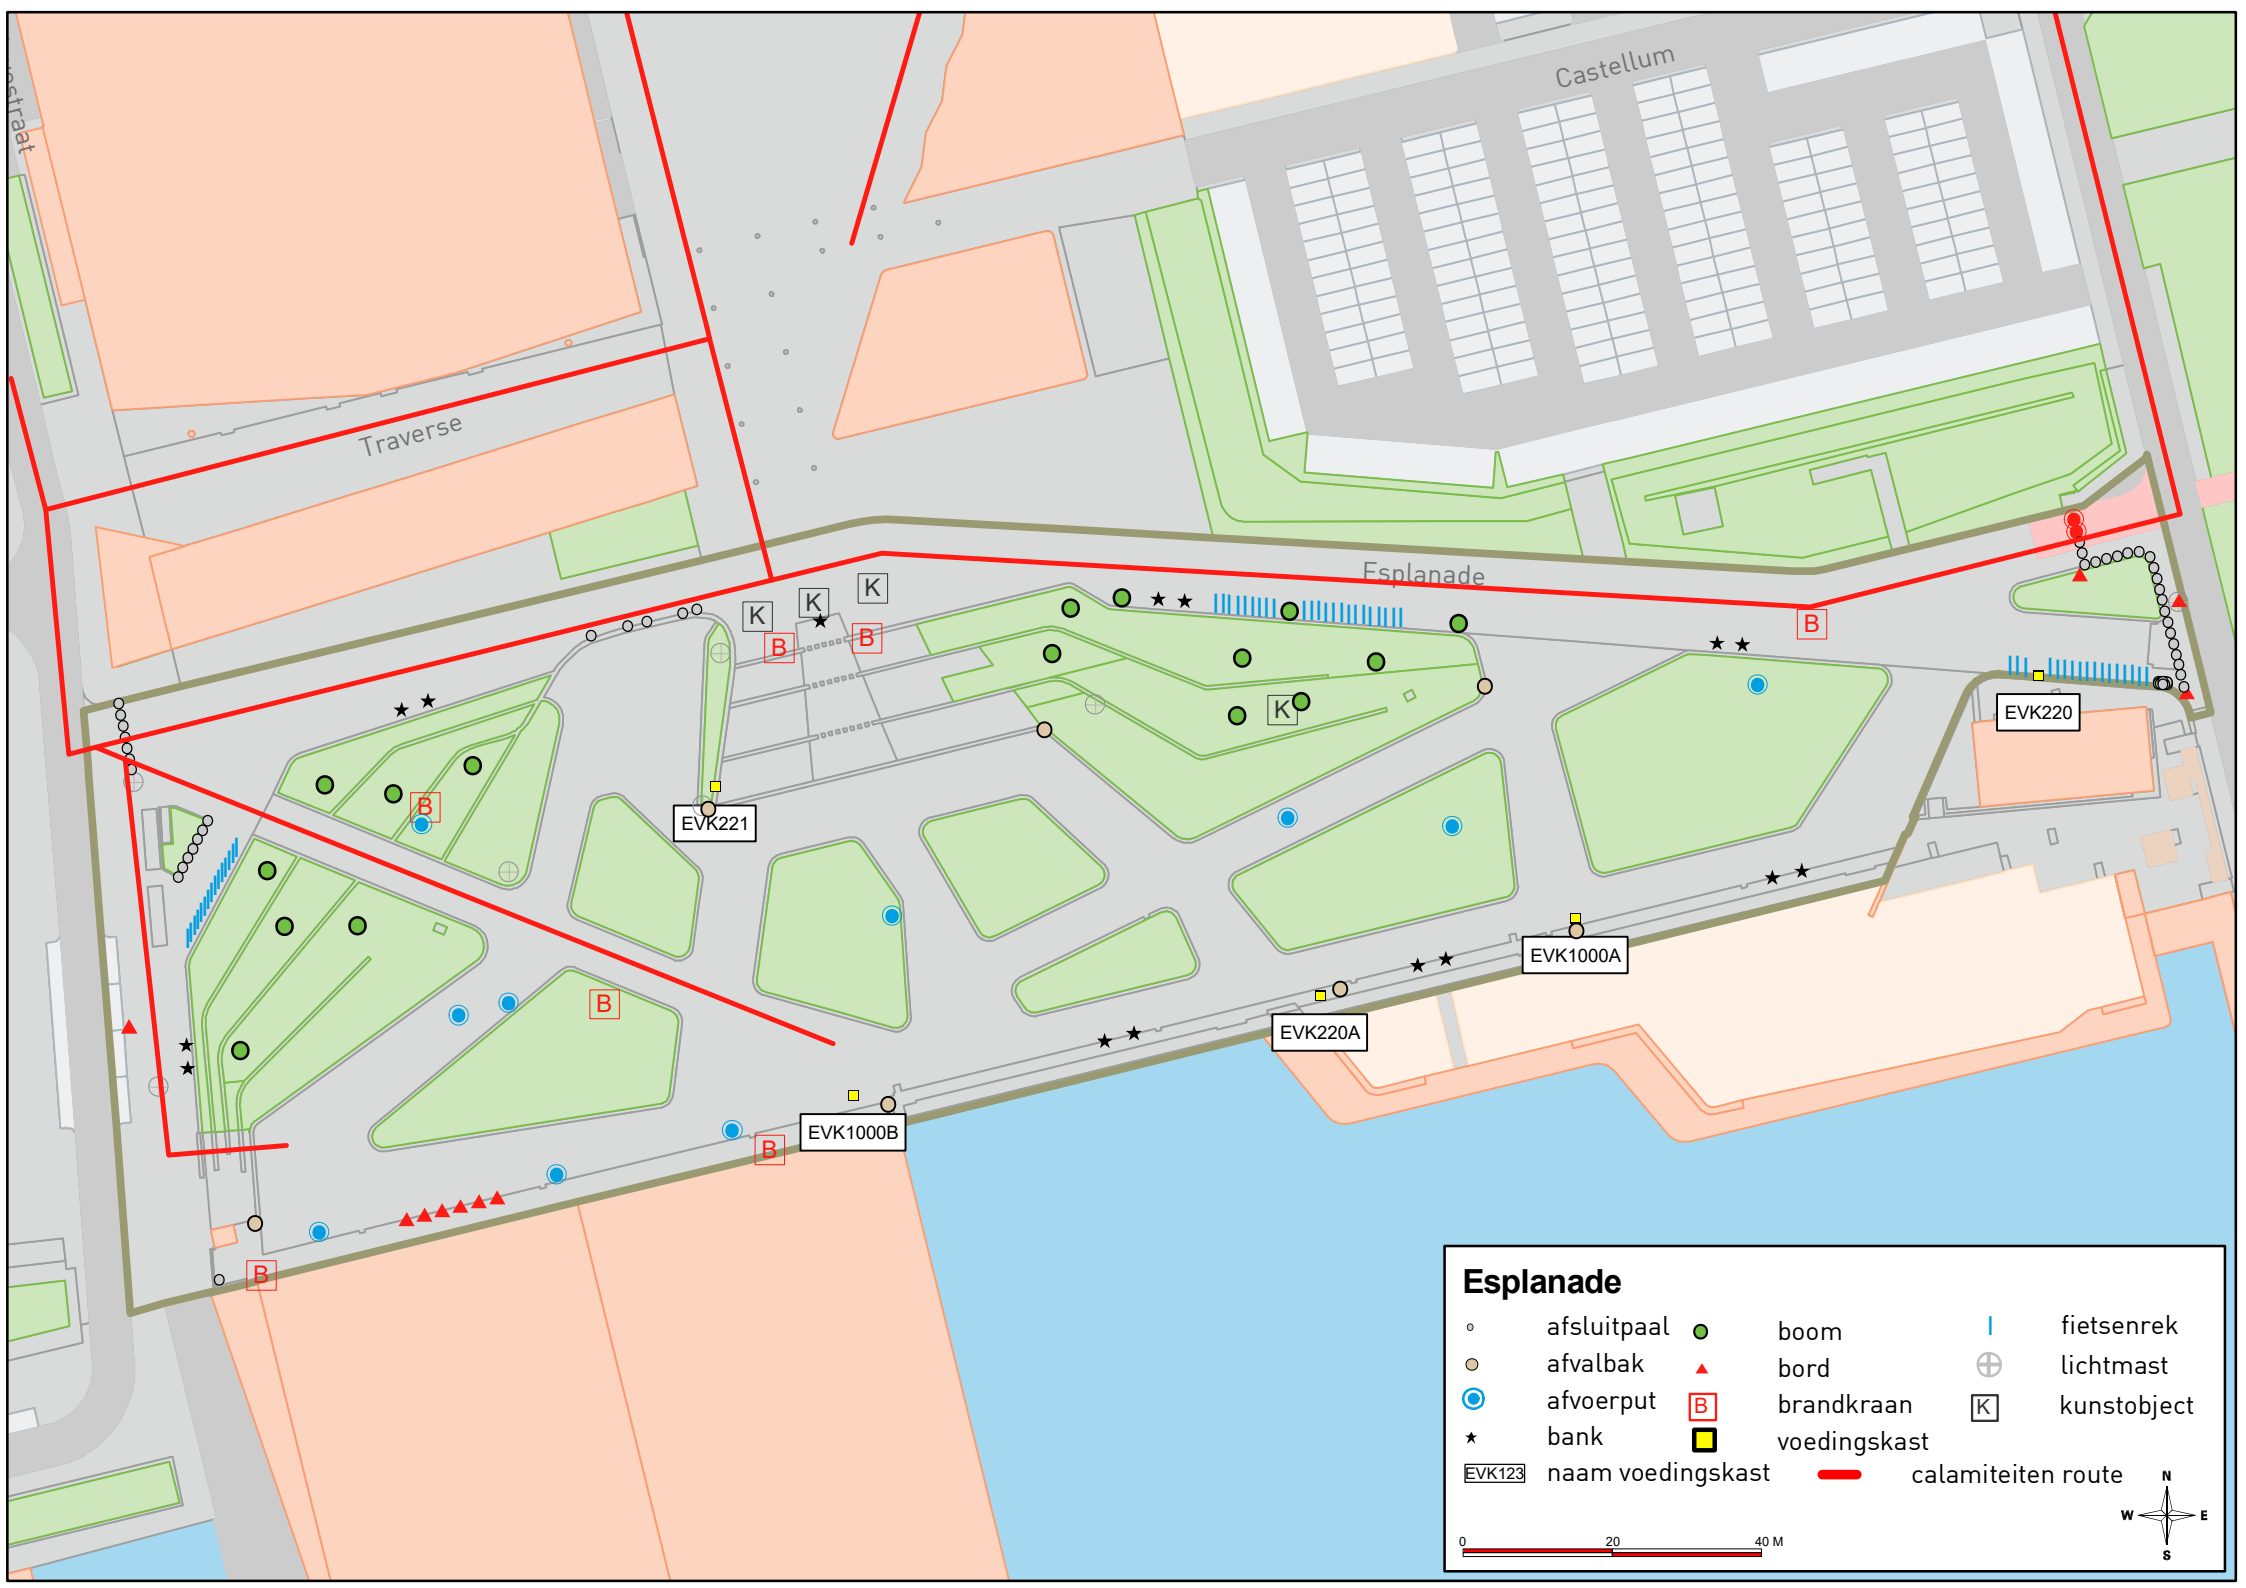 Castellum
Traverse
Esplanade
K
K
K
B
B
B
K
EVK220
B
EVK221
EVK1000A
B
EVK220A
EVK1000B
B
B
Esplanade
afsluitpaal
boom
fietsenrek
afvalbak
bord
lichtmast
afvoerput
B
brandkraan
K
kunstobject
bank
voedingskast
EVK123
naam voedingskast
calamiteiten route
N
W
E
S
0
20
40 M